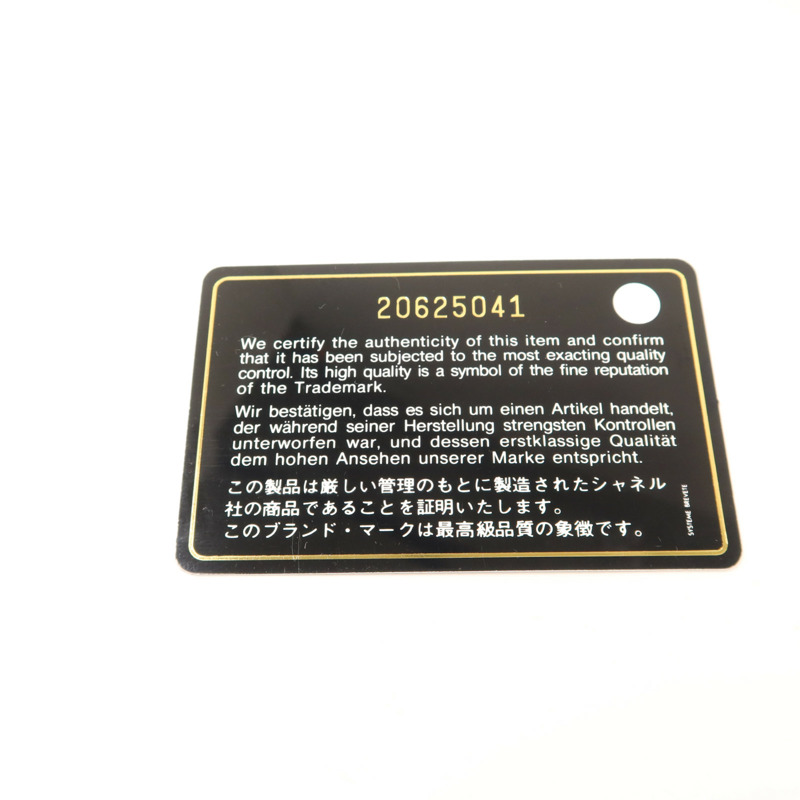 20625041
We certify the authenticity of this item and confirm
that it has been subjected to the most exacting quality
control. Its high quality is a symbol of the fine reputation
of the Trademark.
Wir bestätigen, dass es sich um einen Artikel handelt,
der während seiner Herstellung strengsten Kontrollen
unterworfen war, und dessen erstklassige Qualität
dem hohen Ansehen unserer Marke entspricht.
この製品は厳しい管理のもとに製造されたシャネル
社の商品であることを証明いたします。
このブランド・マークは最高級品質の象徴です。
SYSTEME BREVETE